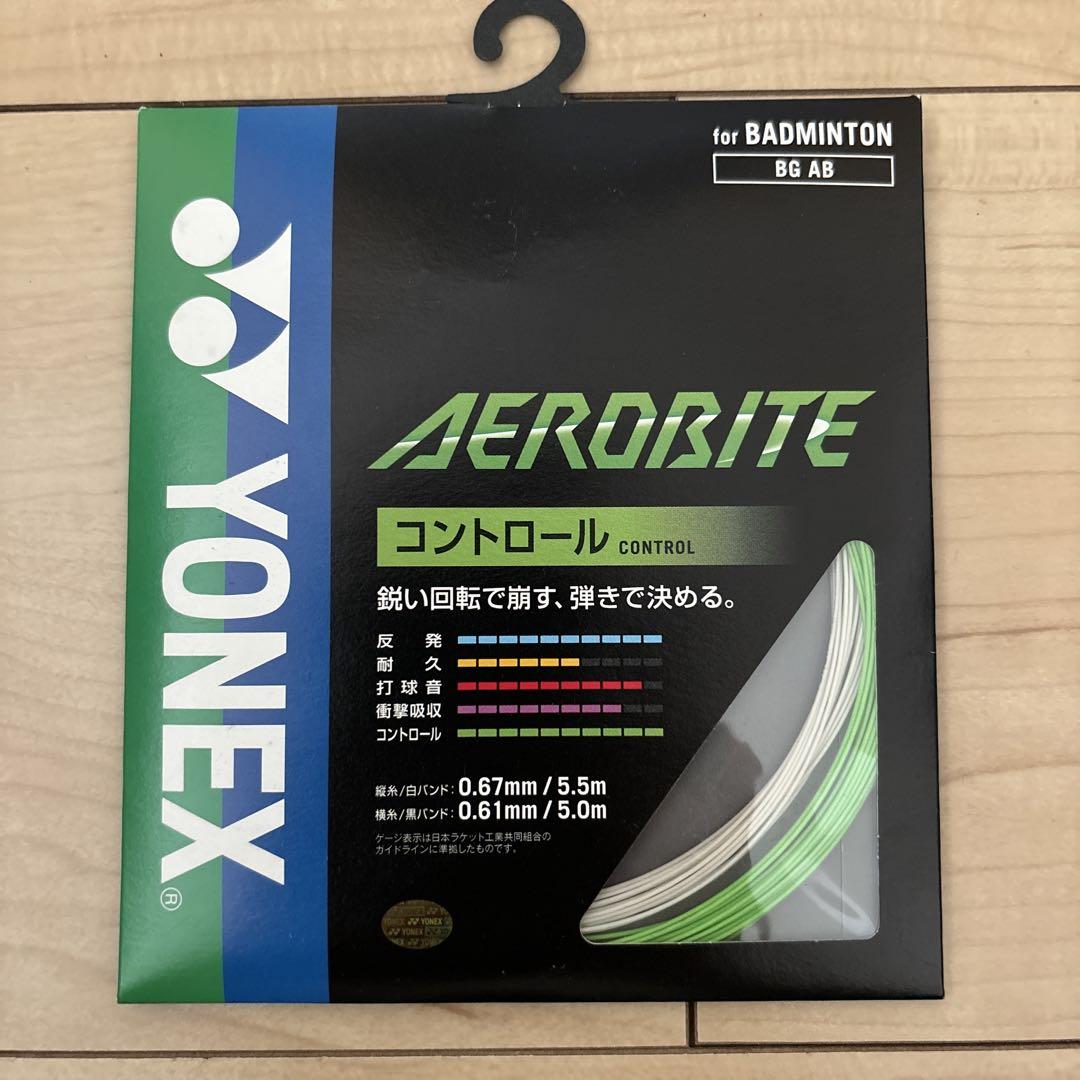 for BADMINTON
BG AB
YONEX®
AEROBITE
コントロール CONTROL
鋭い回転で崩す、弾きで決める。
反発
耐久
打球音
衝撃吸収
コントロール
縦糸/白バンド: 0.67mm / 5.5m
横糸/黒バンド: 0.61mm / 5.0m
ゲージ表示は日本ラケット工業共同組合の
ガイドラインに準拠したものです。
YONEX YONEX
YONEX